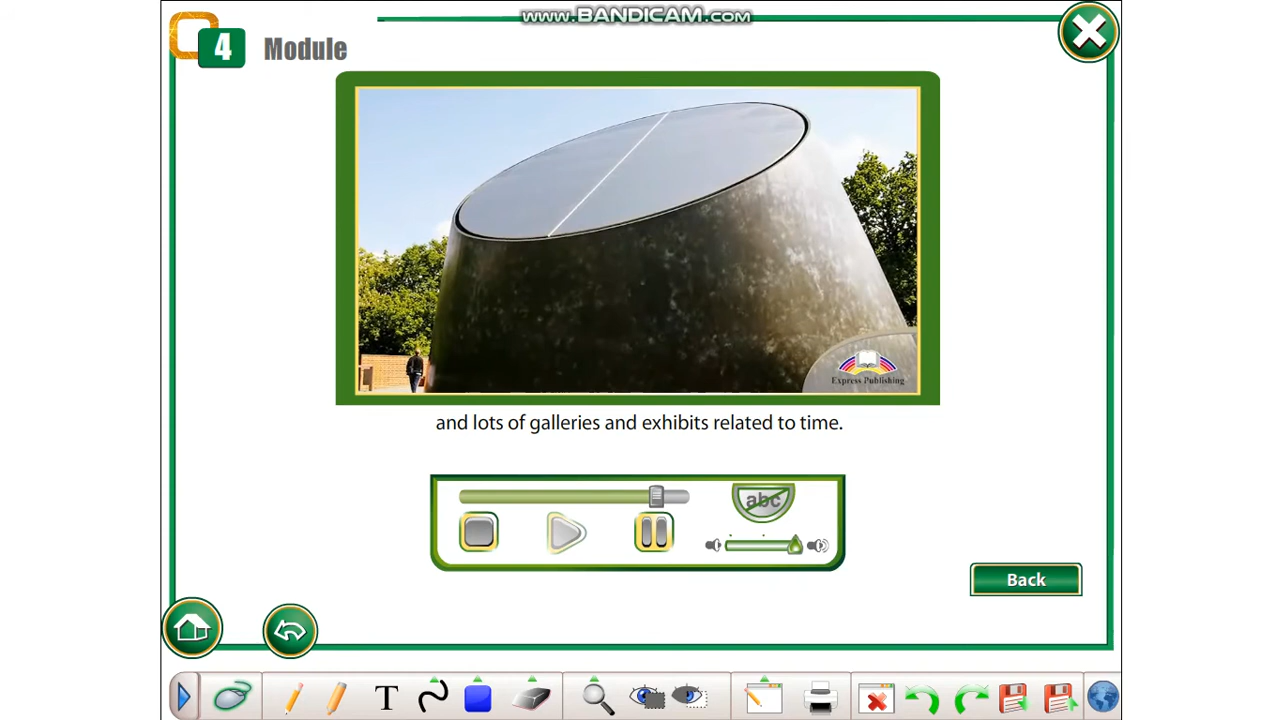 www.BANDICAM.com
4 Module
Express Publishing
and lots of galleries and exhibits related to time.
abc
Back
T